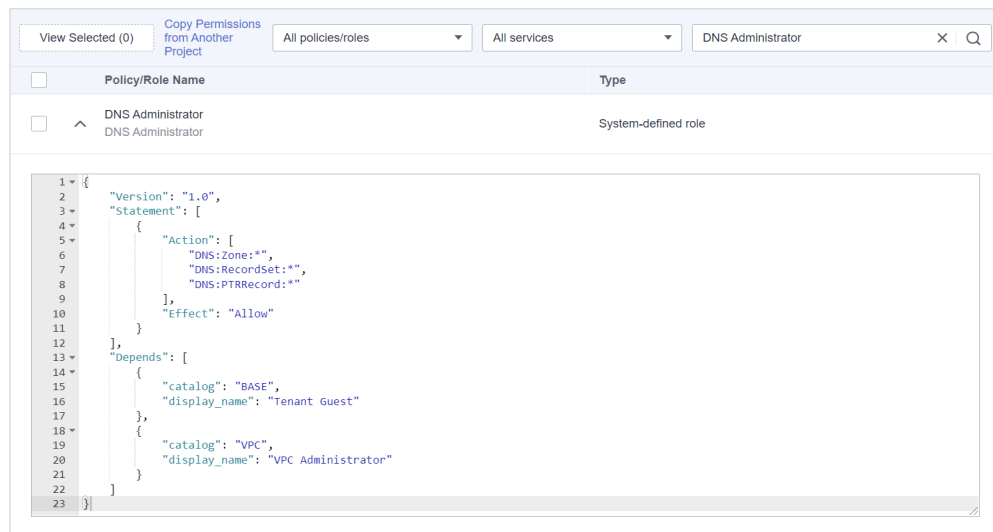 View Selected (0)
Copy Permissions
from Another
Project
All policies/roles
All services
DNS Administrator
Policy/Role Name
Type
DNS Administrator
DNS Administrator
System-defined role
1 {
2 "Version": "1.0",
3 "Statement": [
4 {
5 "Action": [
6 "DNS:Zone:*",
7 "DNS:RecordSet:*",
8 "DNS:PTRRecord:*"
9 ],
10 "Effect": "Allow"
11 }
12 ],
13 "Depends": [
14 {
15 "catalog": "BASE",
16 "display_name": "Tenant Guest"
17 },
18 {
19 "catalog": "VPC",
20 "display_name": "VPC Administrator"
21 }
22 ]
23 }